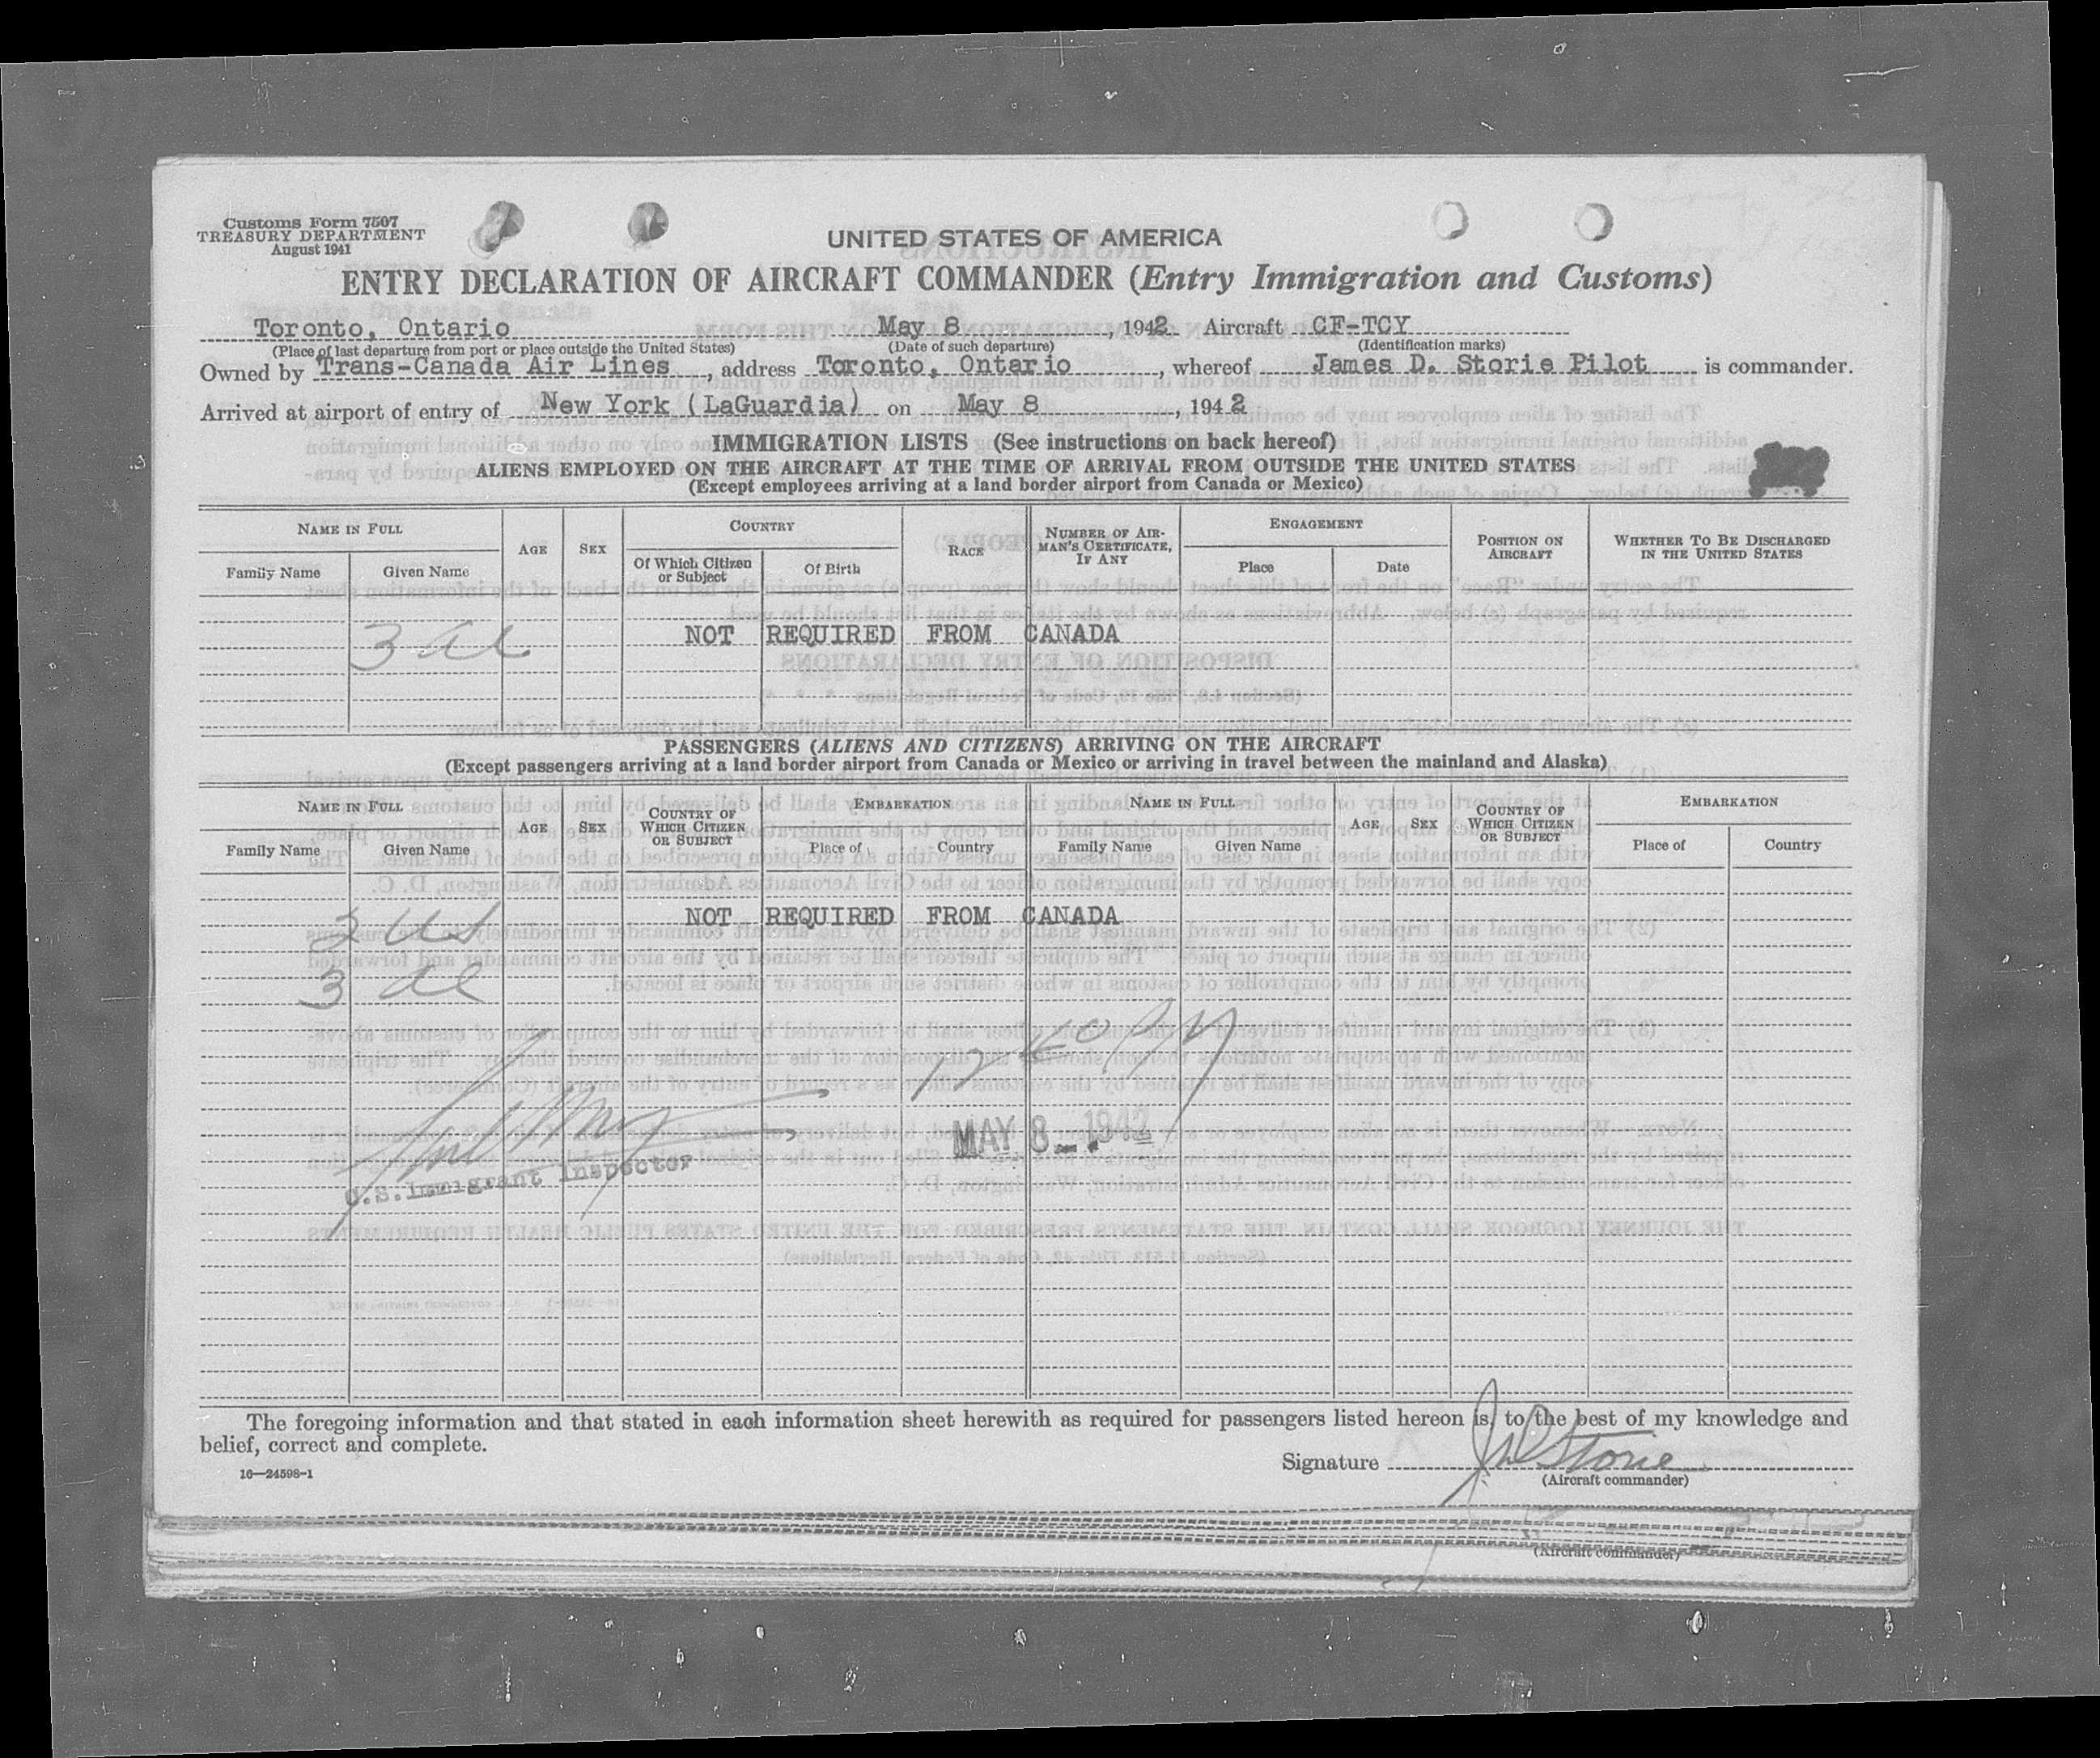 Customs Form 7507
TREASURY DEPARTMENT
August 1941
UNITED STATES OF AMERICA
ENTRY DECLARATION OF AIRCRAFT COMMANDER (Entry Immigration and Customs)
Toronto, Ontario May 8, 1942 Aircraft CF-TCY
(Place of last departure from port or place outside the United States) (Date of such departure) (Identification marks)
Owned by Trans-Canada Air Lines, address Toronto, Ontario, whereof James D. Storie Pilot is commander.
Arrived at airport of entry of New York (LaGuardia) on May 8, 1942
IMMIGRATION LISTS (See instructions on back hereof)
ALIENS EMPLOYED ON THE AIRCRAFT AT THE TIME OF ARRIVAL FROM OUTSIDE THE UNITED STATES
(Except employees arriving at a land border airport from Canada or Mexico)
NAME IN FULL AGE SEX COUNTRY RACE NUMBER OF AIRMAN'S CERTIFICATE, IF ANY ENGAGEMENT POSITION ON AIRCRAFT WHETHER TO BE DISCHARGED IN THE UNITED STATES
Family Name Given Name Of Which Citizen or Subject Of Birth Place Date
NOT REQUIRED FROM CANADA
3 al
PASSENGERS (ALIENS AND CITIZENS) ARRIVING ON THE AIRCRAFT
(Except passengers arriving at a land border airport from Canada or Mexico or arriving in travel between the mainland and Alaska)
NAME IN FULL AGE SEX COUNTRY OF WHICH CITIZEN OR SUBJECT EMBARKATION NAME IN FULL AGE SEX COUNTRY OF WHICH CITIZEN OR SUBJECT EMBARKATION
Family Name Given Name Place of Country Family Name Given Name Place of Country
NOT REQUIRED FROM CANADA
2 US
3 al
MAY 8 - 1942
U.S. Immigrant Inspector
The foregoing information and that stated in each information sheet herewith as required for passengers listed hereon is, to the best of my knowledge and
belief, correct and complete.
Signature JD Storie
16—24598-1
(Aircraft commander)
(Aircraft commander)